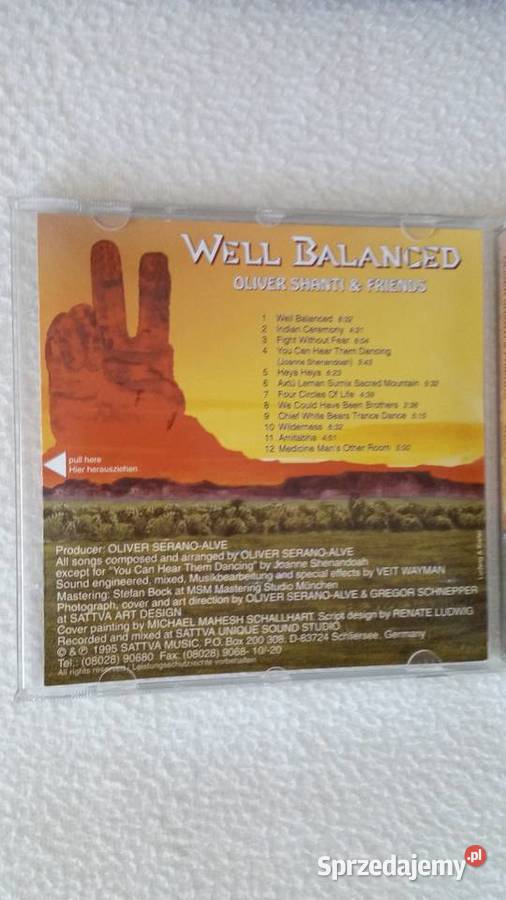 WELL BALANCED
OLIVER SHANTI & FRIENDS
1 Well Balanced 6:02
2 Indian Ceremony 4:31
3 Fight Without Fear 6:04
4 You Can Hear Them Dancing
(Joanne Shenandoah) 3:43
5 Heya Heya 6:23
6 Axtü Leman Sumix Sacred Mountain
7 Four Circles Of Life 4:39
8 We Could Have Been Brothers
9 Chief White Bears Trance Dance 5:15
10 Wilderness 6:32
11 Amitabha 4:51
12 Medicine Man's Other Room 5:00
pull here
Hier herausziehen
Producer: OLIVER SERANO-ALVE
All songs composed and arranged by OLIVER SERANO-ALVE
except for "You Can Hear Them Dancing" by Joanne Shenandoah
Sound engineered, mixed, Musikbearbeitung and special effects by VEIT WAYMAN
Mastering: Stefan Bock at MSM Mastering Studio München
Photograph, cover and art direction by OLIVER SERANO-ALVE & GREGOR SCHNEPPER
at SATTVA ART DESIGN
Cover painting by MICHAEL MAHESH SCHALLHART. Script design by RENATE LUDWIG
Recorded and mixed at SATTVA UNIQUE SOUND STUDIO
© & ℗ 1995 SATTVA MUSIC, P.O. Box 200 308, D-83724 Schliersee, Germany
Tel.: (08028) 90680 Fax: (08028) 9068- 10/-20
All rights reserved / Leistungsschutzrechte vorbehalten
Sprzedajemy.pl